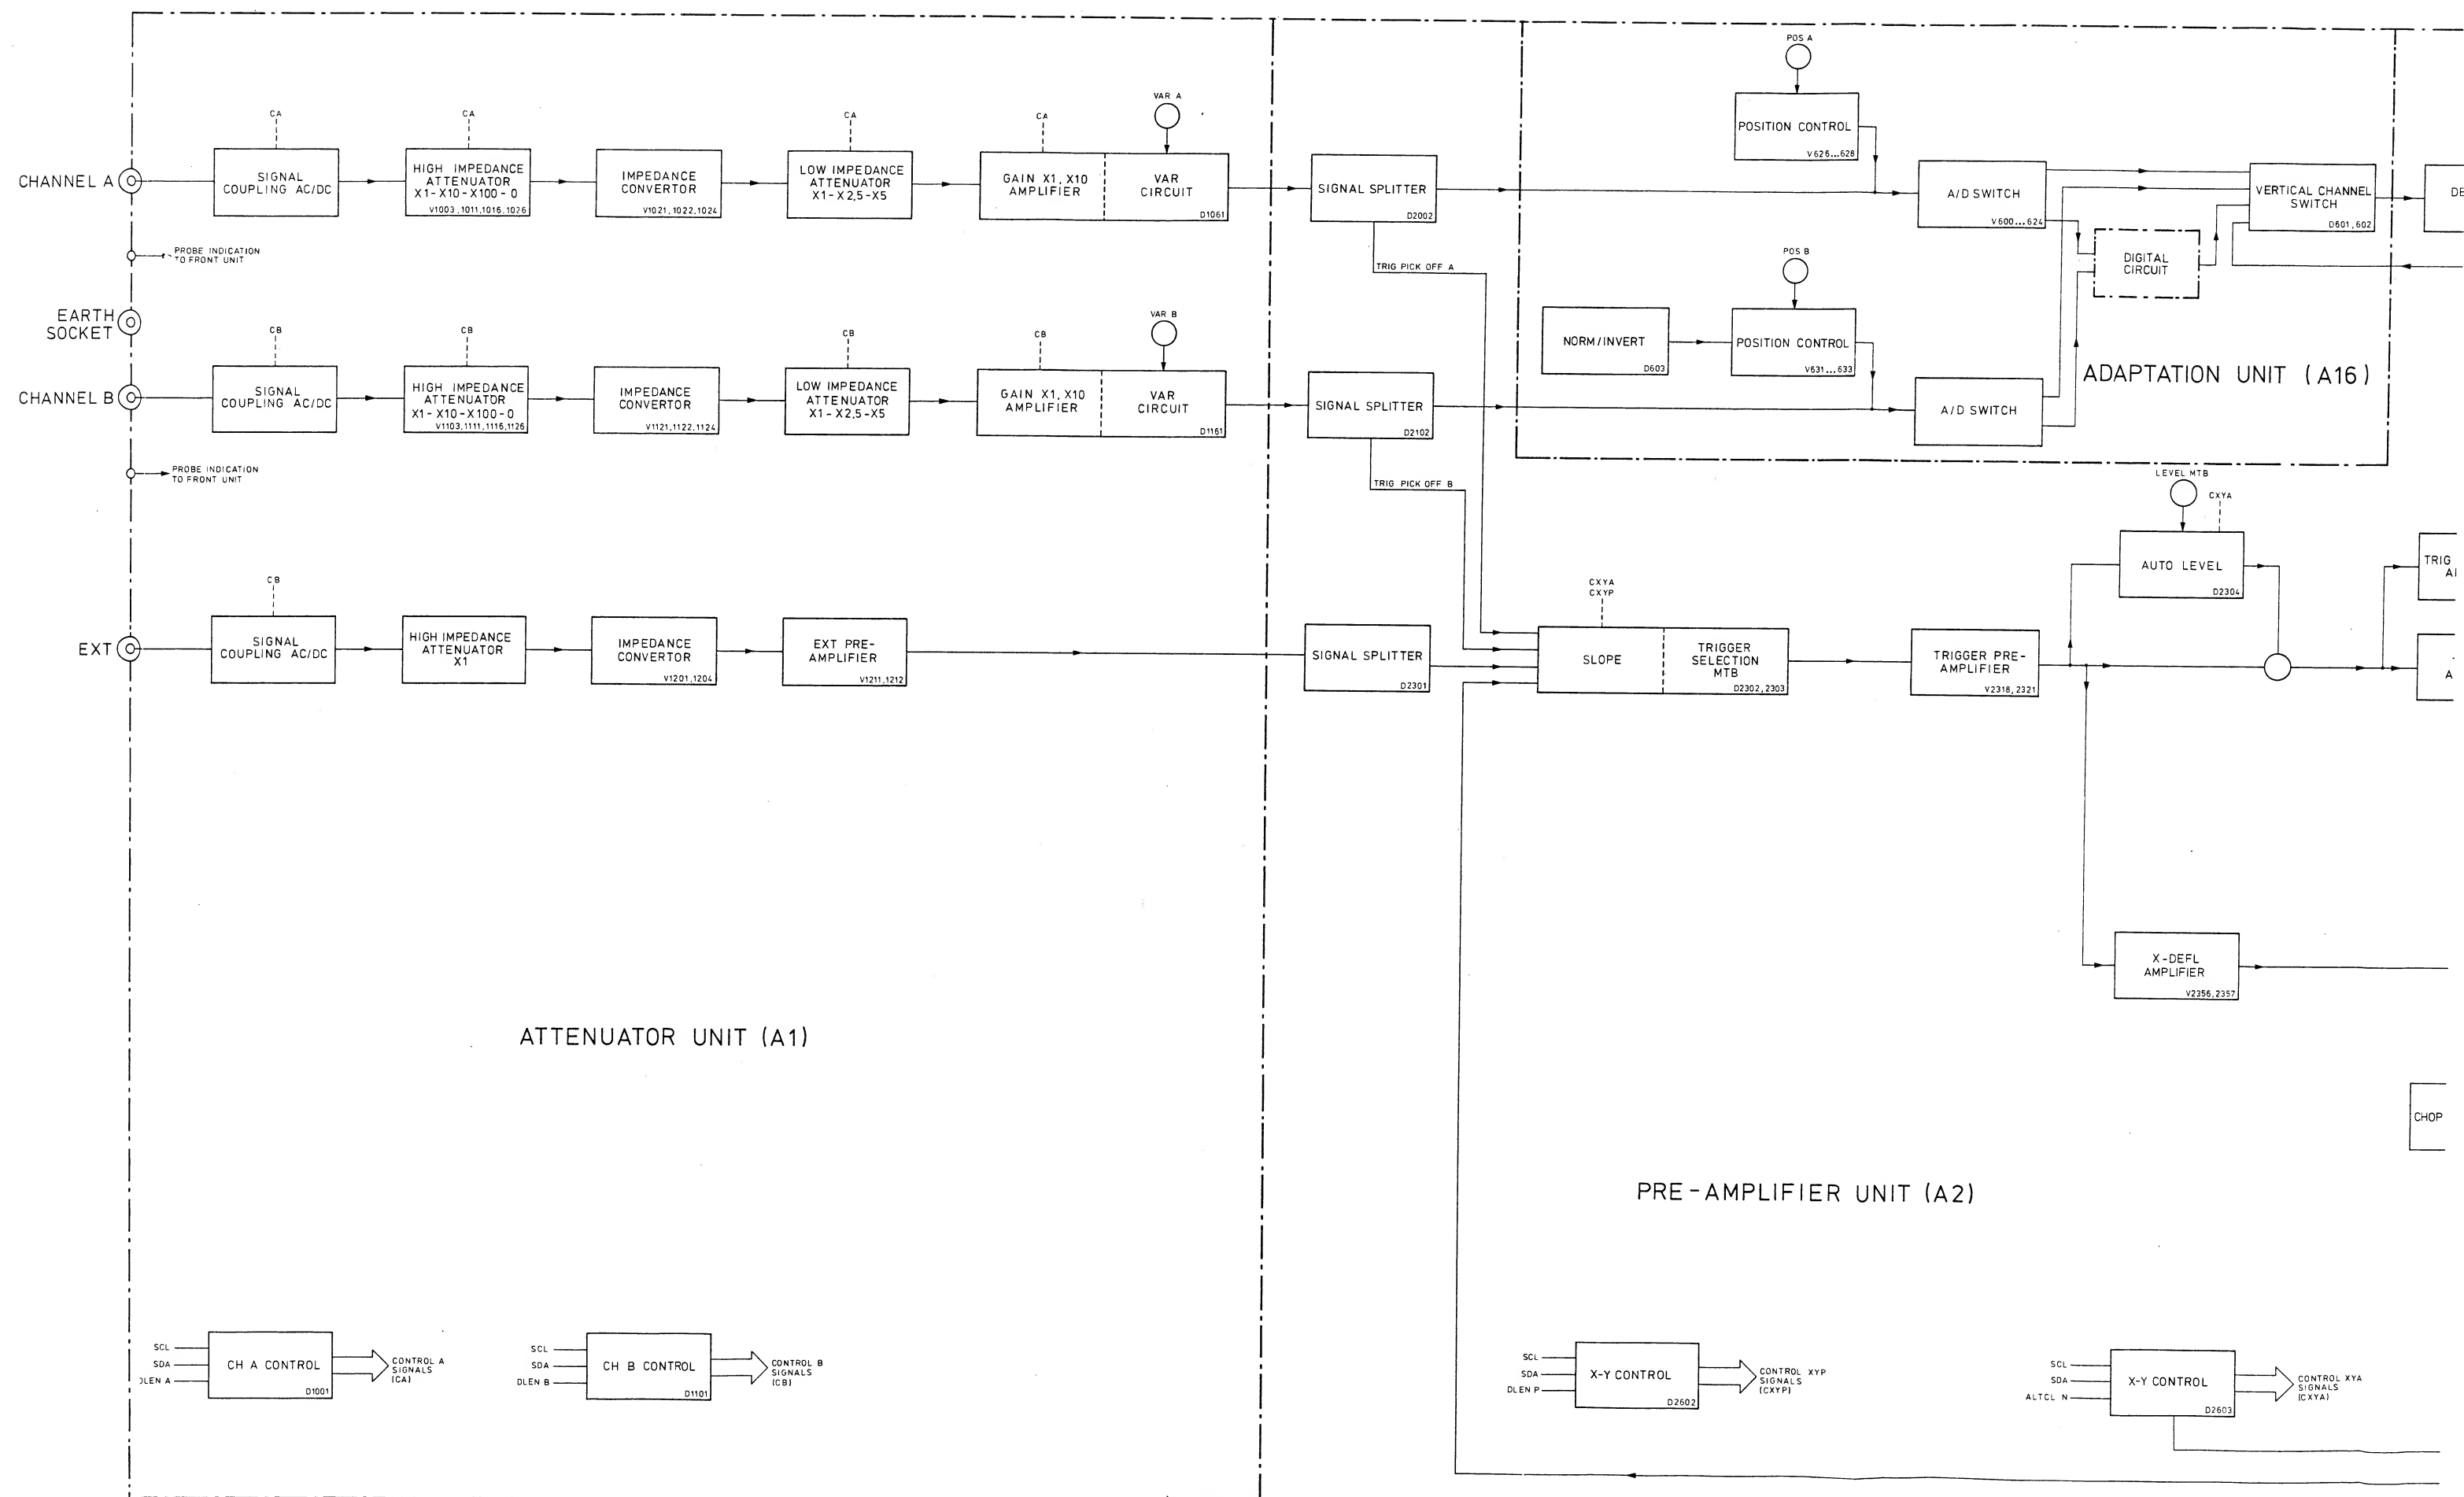 POS A
POSITION CONTROL
V626...628
CA
CA
CA
CA
VAR A
CHANNEL A
SIGNAL
COUPLING AC/DC
HIGH IMPEDANCE
ATTENUATOR
X1-X10-X100-0
V1003,1011,1016,1026
IMPEDANCE
CONVERTOR
V1021,1022,1024
LOW IMPEDANCE
ATTENUATOR
X1-X2,5-X5
GAIN X1, X10
AMPLIFIER
VAR
CIRCUIT
D1061
SIGNAL SPLITTER
D2002
A/D SWITCH
V600...624
VERTICAL CHANNEL
SWITCH
D601,602
DE
PROBE INDICATION
TO FRONT UNIT
TRIG PICK OFF A
DIGITAL
CIRCUIT
EARTH
SOCKET
POS B
NORM/INVERT
D603
POSITION CONTROL
V631...633
ADAPTATION UNIT (A16)
CB
CB
CB
CB
VAR B
CHANNEL B
SIGNAL
COUPLING AC/DC
HIGH IMPEDANCE
ATTENUATOR
X1-X10-X100-0
V1103,1111,1116,1126
IMPEDANCE
CONVERTOR
V1121,1122,1124
LOW IMPEDANCE
ATTENUATOR
X1-X2,5-X5
GAIN X1, X10
AMPLIFIER
VAR
CIRCUIT
D1161
SIGNAL SPLITTER
D2102
A/D SWITCH
PROBE INDICATION
TO FRONT UNIT
TRIG PICK OFF B
LEVEL MTB
CXYA
AUTO LEVEL
D2304
TRIG
CB
CXYA
CXYP
EXT
SIGNAL
COUPLING AC/DC
HIGH IMPEDANCE
ATTENUATOR
X1
IMPEDANCE
CONVERTOR
V1201,1204
EXT PRE-
AMPLIFIER
V1211,1212
SIGNAL SPLITTER
D2301
SLOPE
TRIGGER
SELECTION
MTB
D2302,2303
TRIGGER PRE-
AMPLIFIER
V2318,2321
A
X-DEFL
AMPLIFIER
V2356,2357
ATTENUATOR UNIT (A1)
CHOP
PRE-AMPLIFIER UNIT (A2)
SCL
SDA
DLEN A
CH A CONTROL
D1001
CONTROL A
SIGNALS
(CA)
SCL
SDA
DLEN B
CH B CONTROL
D1101
CONTROL B
SIGNALS
(CB)
SCL
SDA
DLEN P
X-Y CONTROL
D2602
CONTROL XYP
SIGNALS
(CXYP)
SCL
SDA
ALTCL N
X-Y CONTROL
D2603
CONTROL XYA
SIGNALS
(CXYA)